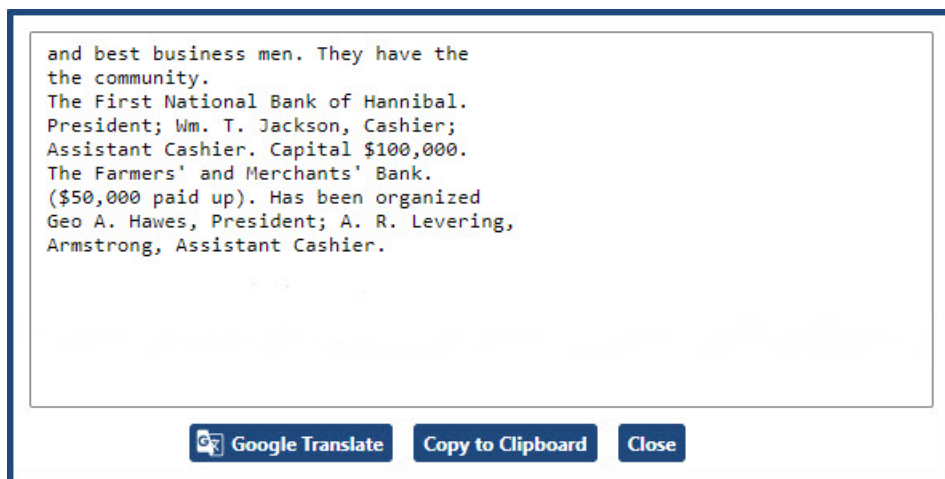 and best business men. They have the
the community.
The First National Bank of Hannibal.
President; Wm. T. Jackson, Cashier;
Assistant Cashier. Capital $100,000.
The Farmers' and Merchants' Bank.
($50,000 paid up). Has been organized
Geo A. Hawes, President; A. R. Levering,
Armstrong, Assistant Cashier.
Google Translate
Copy to Clipboard
Close